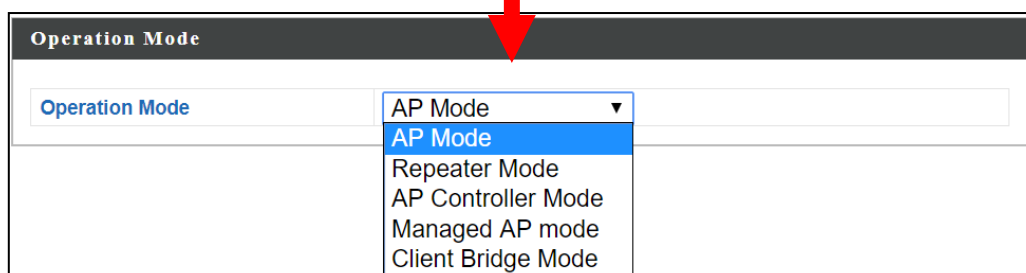 Operation Mode
Operation Mode AP Mode ▼
AP Mode
Repeater Mode
AP Controller Mode
Managed AP mode
Client Bridge Mode